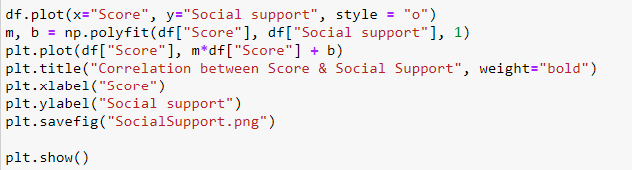 df.plot(x="Score", y="Social support", style = "o")
m, b = np.polyfit(df["Score"], df["Social support"], 1)
plt.plot(df["Score"], m*df["Score"] + b)
plt.title("Correlation between Score & Social Support", weight="bold")
plt.xlabel("Score")
plt.ylabel("Social support")
plt.savefig("SocialSupport.png")
plt.show()